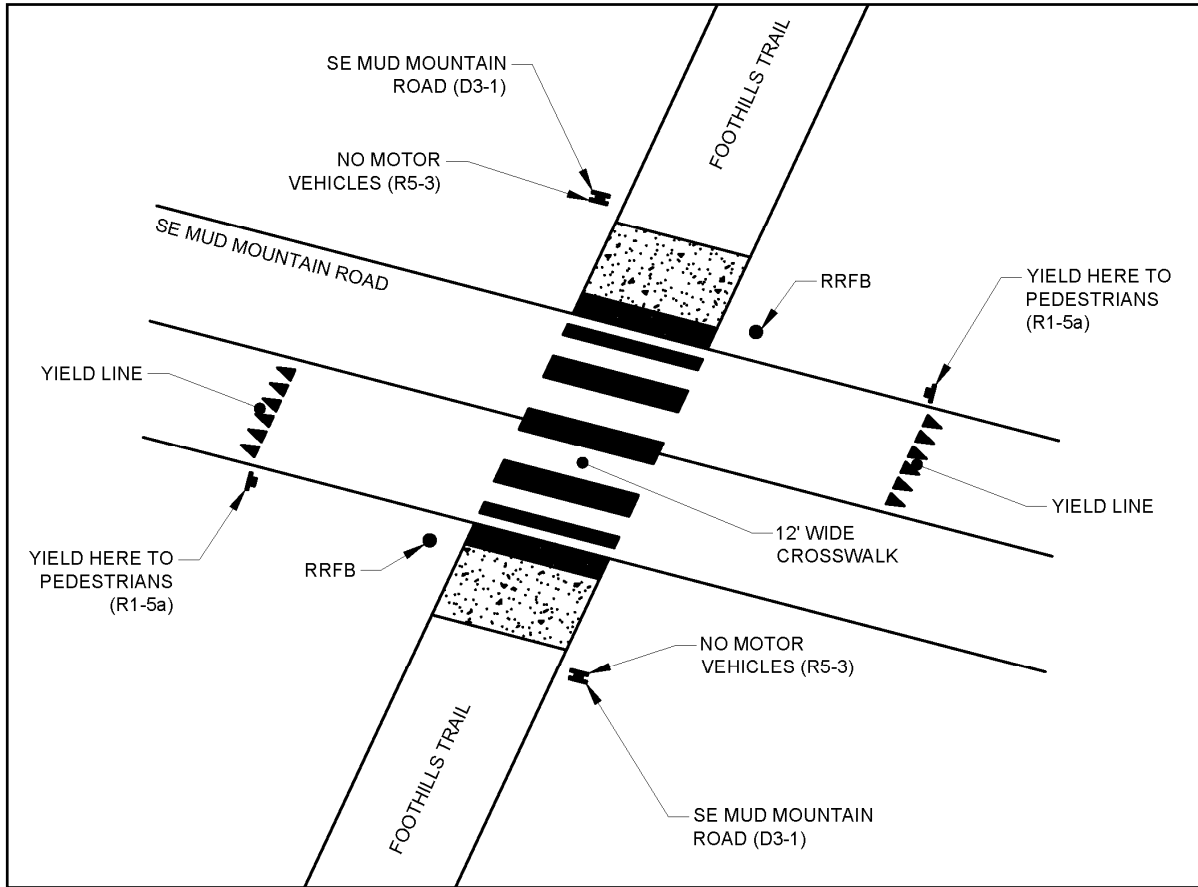 SE MUD MOUNTAIN
ROAD (D3-1)
FOOTHILLS TRAIL
NO MOTOR
VEHICLES (R5-3)
SE MUD MOUNTAIN ROAD
RRFB
YIELD HERE TO
PEDESTRIANS
(R1-5a)
YIELD LINE
YIELD LINE
12' WIDE
CROSSWALK
YIELD HERE TO
PEDESTRIANS
(R1-5a)
RRFB
NO MOTOR
VEHICLES (R5-3)
FOOTHILLS TRAIL
SE MUD MOUNTAIN
ROAD (D3-1)